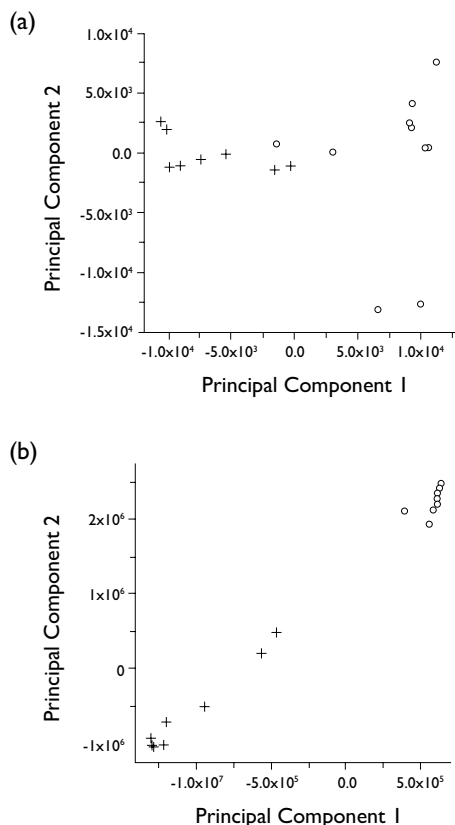 (a)
Principal Component 2
1.0x10⁴
5.0x10³
0.0
-5.0x10³
-1.0x10⁴
-1.5x10⁴
-1.0x10⁴ -5.0x10³ 0.0 5.0x10³ 1.0x10⁴
Principal Component 1
(b)
Principal Component 2
2x10⁶
1x10⁶
0
-1x10⁶
-1.0x10⁷ -5.0x10⁵ 0.0 5.0x10⁵
Principal Component 1